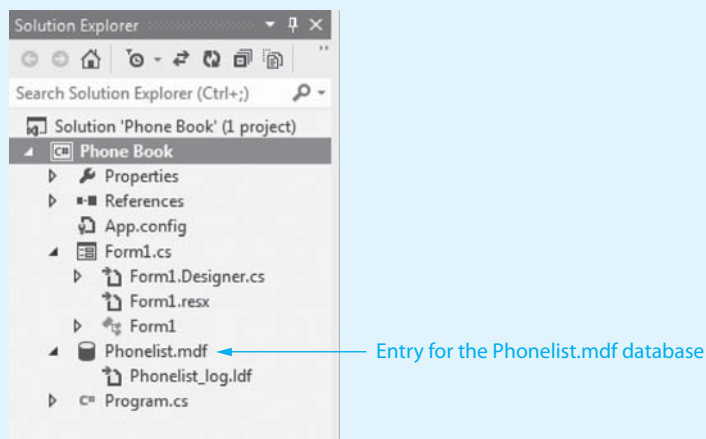 Solution Explorer
Search Solution Explorer (Ctrl+;)
Solution 'Phone Book' (1 project)
C# Phone Book
Properties
References
App.config
Form1.cs
Form1.Designer.cs
Form1.resx
Form1
Phonelist.mdf
Entry for the Phonelist.mdf database
Phonelist_log.ldf
C# Program.cs